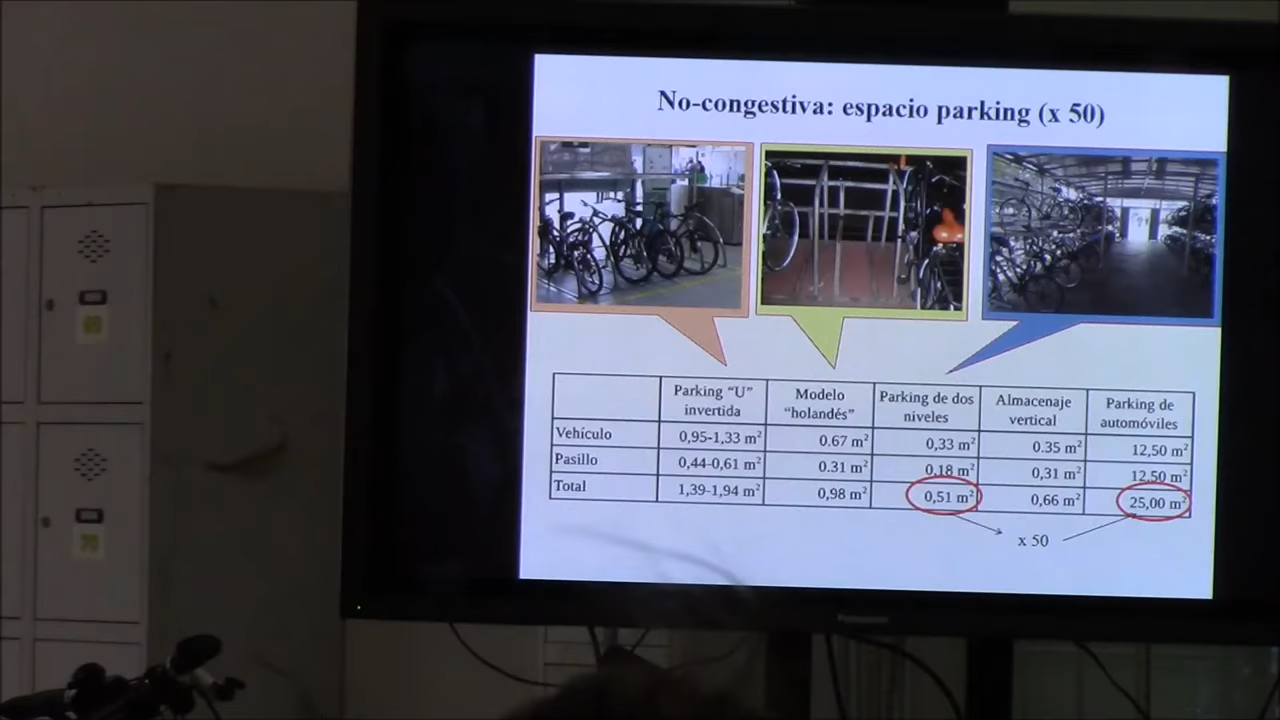 No-congestiva: espacio parking (x 50)
Parking “U” invertida
Modelo “holandés”
Parking de dos niveles
Almacenaje vertical
Parking de automóviles
Vehículo 0,95-1,33 m² 0.67 m² 0,33 m² 0.35 m² 12,50 m²
Pasillo 0,44-0,61 m² 0.31 m² 0,18 m² 0,31 m² 12,50 m²
Total 1,39-1,94 m² 0,98 m² 0,51 m² 0,66 m² 25,00 m²
x 50
70